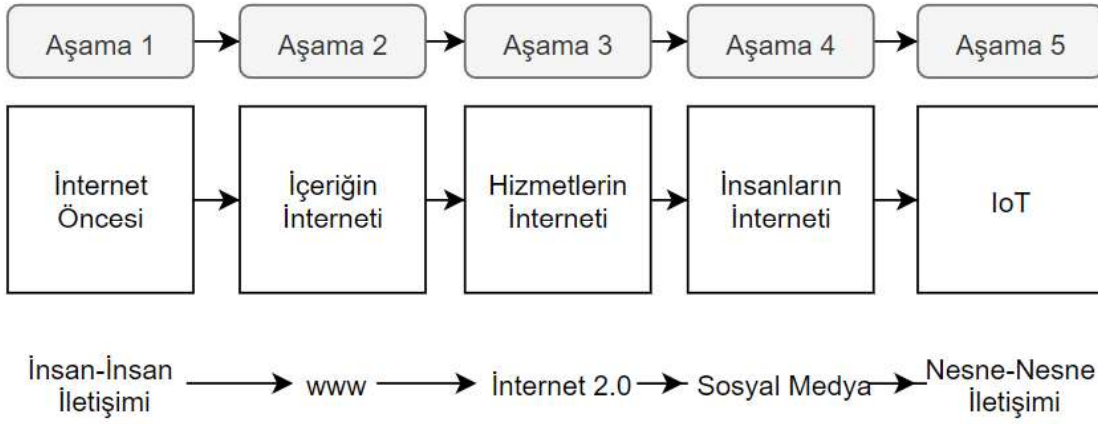 Aşama 1
Aşama 2
Aşama 3
Aşama 4
Aşama 5
İnternet
Öncesi
İçeriğin
İnterneti
Hizmetlerin
İnterneti
İnsanların
İnterneti
IoT
İnsan-İnsan
İletişimi
www
İnternet 2.0
Sosyal Medya
Nesne-Nesne
İletişimi